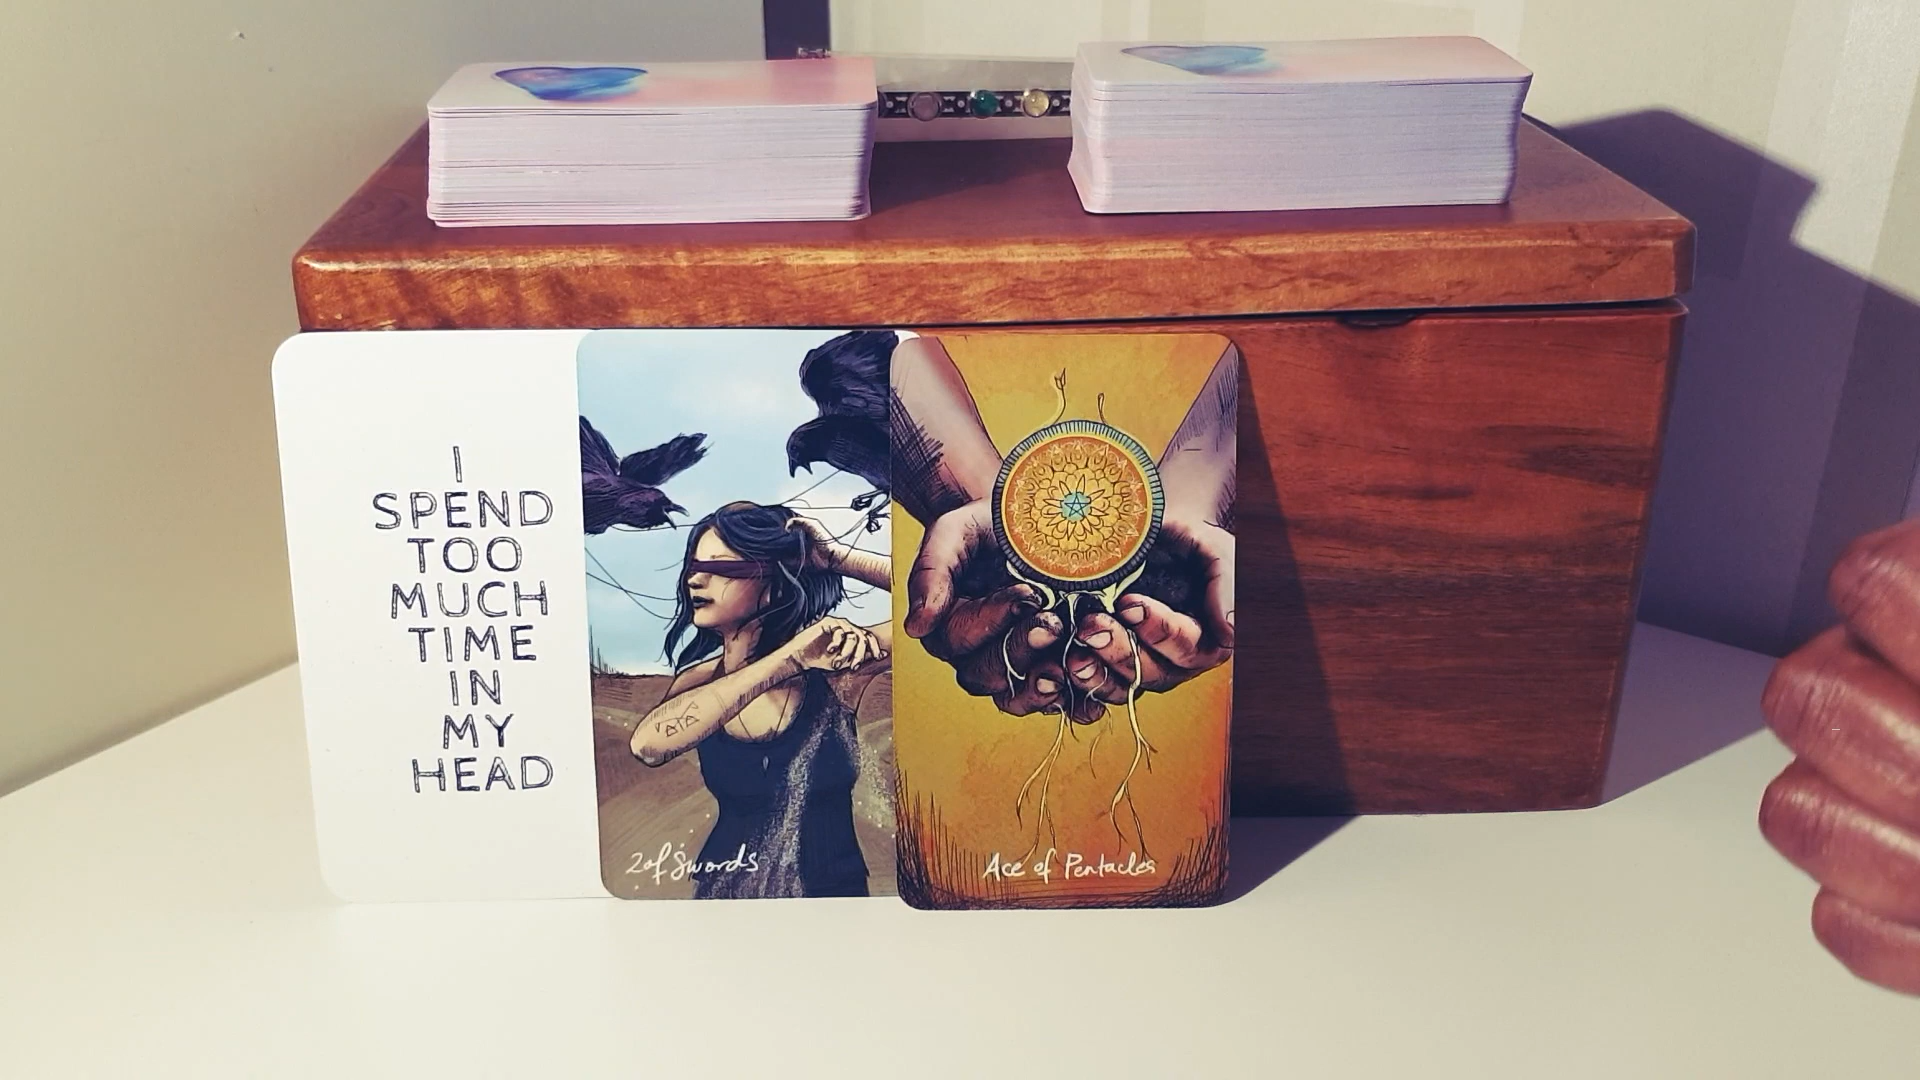 I
SPEND
TOO
MUCH
TIME
IN
MY
HEAD
2 of Swords
Ace of Pentacles